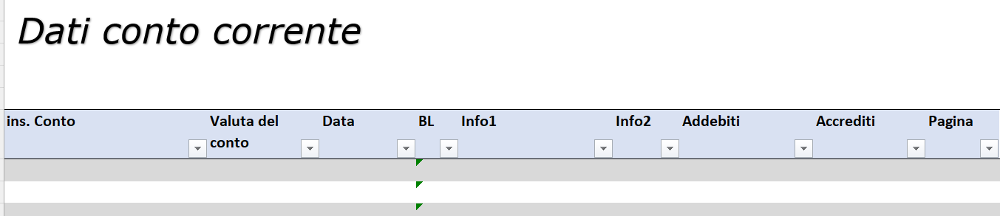 Dati conto corrente
ins. Conto Valuta del conto Data BL Info1 Info2 Addebiti Accrediti Pagina